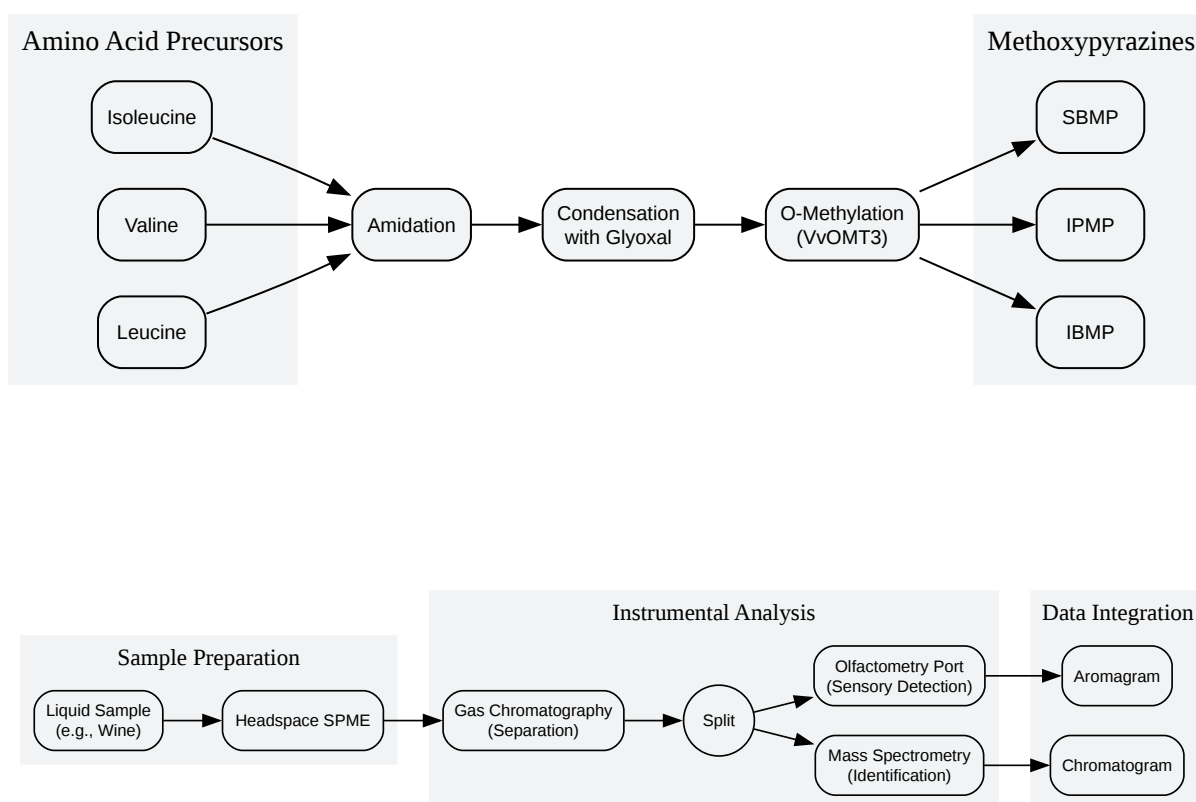 Amino Acid Precursors
Methoxypyrazines
Isoleucine
SBMP
Valine
Amidation
Condensation
with Glyoxal
O-Methylation
(VvOMT3)
IPMP
Leucine
IBMP
Instrumental Analysis
Data Integration
Sample Preparation
Olfactometry Port
(Sensory Detection)
Aromagram
Liquid Sample
(e.g., Wine)
Headspace SPME
Gas Chromatography
(Separation)
Split
Mass Spectrometry
(Identification)
Chromatogram